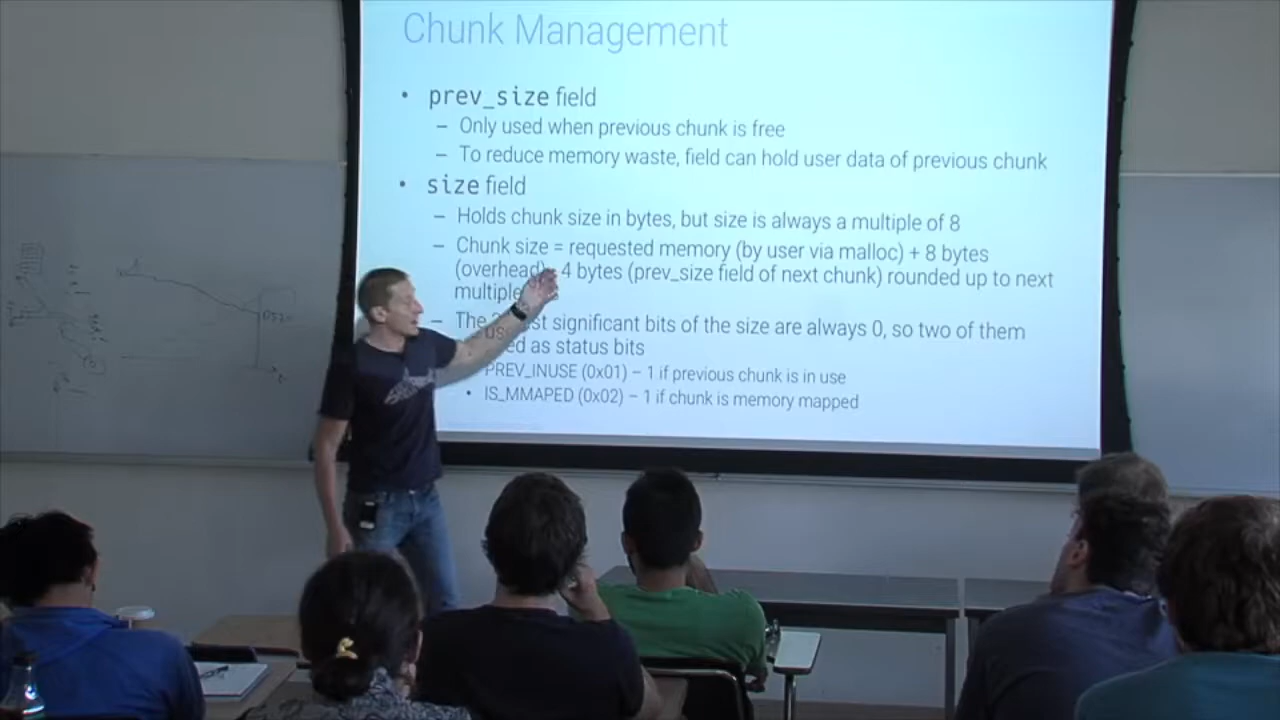 Chunk Management
• prev_size field
– Only used when previous chunk is free
– To reduce memory waste, field can hold user data of previous chunk
• size field
– Holds chunk size in bytes, but size is always a multiple of 8
– Chunk size = requested memory (by user via malloc) + 8 bytes
(overhead) 4 bytes (prev_size field of next chunk) rounded up to next
multiple
– The significant bits of the size are always 0, so two of them
as status bits
PREV_INUSE (0x01) – 1 if previous chunk is in use
• IS_MMAPED (0x02) – 1 if chunk is memory mapped